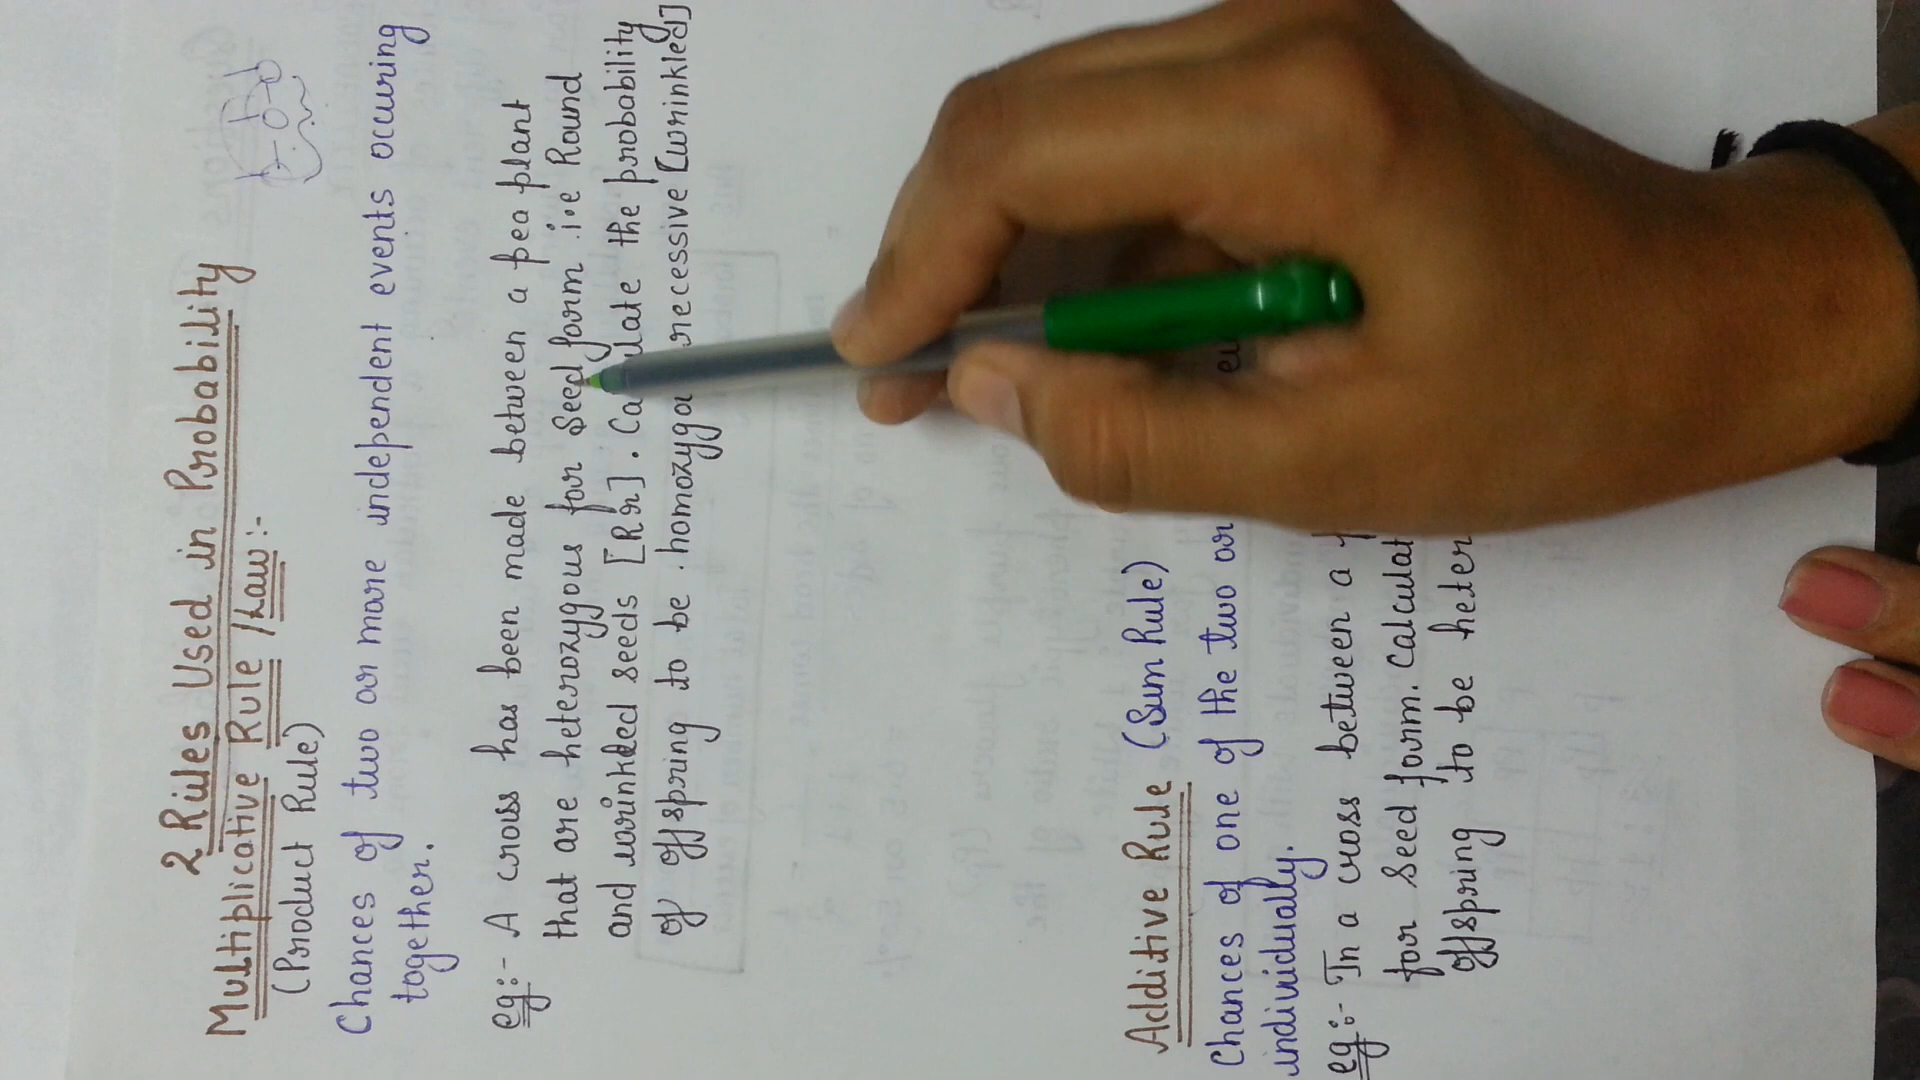 2 Rules Used in Probability
Multiplicative Rule /Law:-
(Product Rule)
Chances of two or more independent events occuring
together.
eg:- A cross has been made between a pea plant
that are heterozygous for Seed form i.e Round
and wrinkled seeds [Rr]. Calculate the probability
of offspring to be homozygou recessive [wrinkled]
Additive Rule (Sum Rule)
Chances of one of the two or
individually.
eg:- In a cross between a
for seed form. Calculat
offspring to be heter